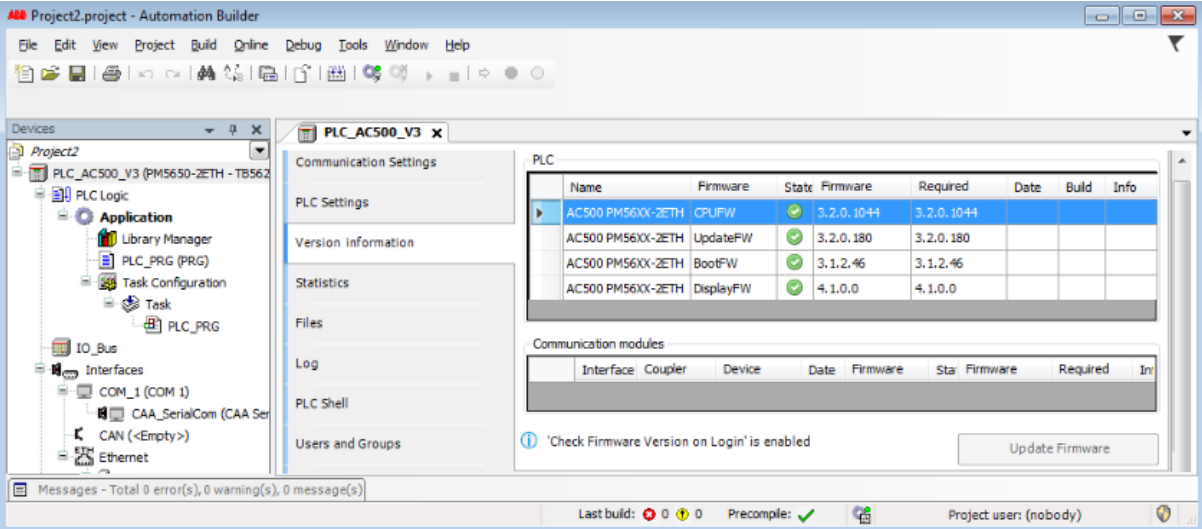 ABB Project2.project - Automation Builder
File Edit View Project Build Online Debug Tools Window Help
Devices
Project2
PLC_AC500_V3 (PM5650-2ETH - TB562
PLC Logic
Application
Library Manager
PLC_PRG (PRG)
Task Configuration
Task
PLC_PRG
IO_Bus
Interfaces
COM_1 (COM 1)
CAA_SerialCom (CAA Ser
CAN (<Empty>)
Ethernet
PLC_AC500_V3
Communication Settings
PLC Settings
Version information
Statistics
Files
Log
PLC Shell
Users and Groups
PLC
Name Firmware State Firmware Required Date Build Info
AC500 PM56XX-2ETH CPUFW 3.2.0.1044 3.2.0.1044
AC500 PM56XX-2ETH UpdateFW 3.2.0.180 3.2.0.180
AC500 PM56XX-2ETH BootFW 3.1.2.46 3.1.2.46
AC500 PM56XX-2ETH DisplayFW 4.1.0.0 4.1.0.0
Communication modules
Interface Coupler Device Date Firmware Sta Firmware Required In
'Check Firmware Version on Login' is enabled
Update Firmware
Messages - Total 0 error(s), 0 warning(s), 0 message(s)
Last build: 0 0 Precompile: Project user: (nobody)